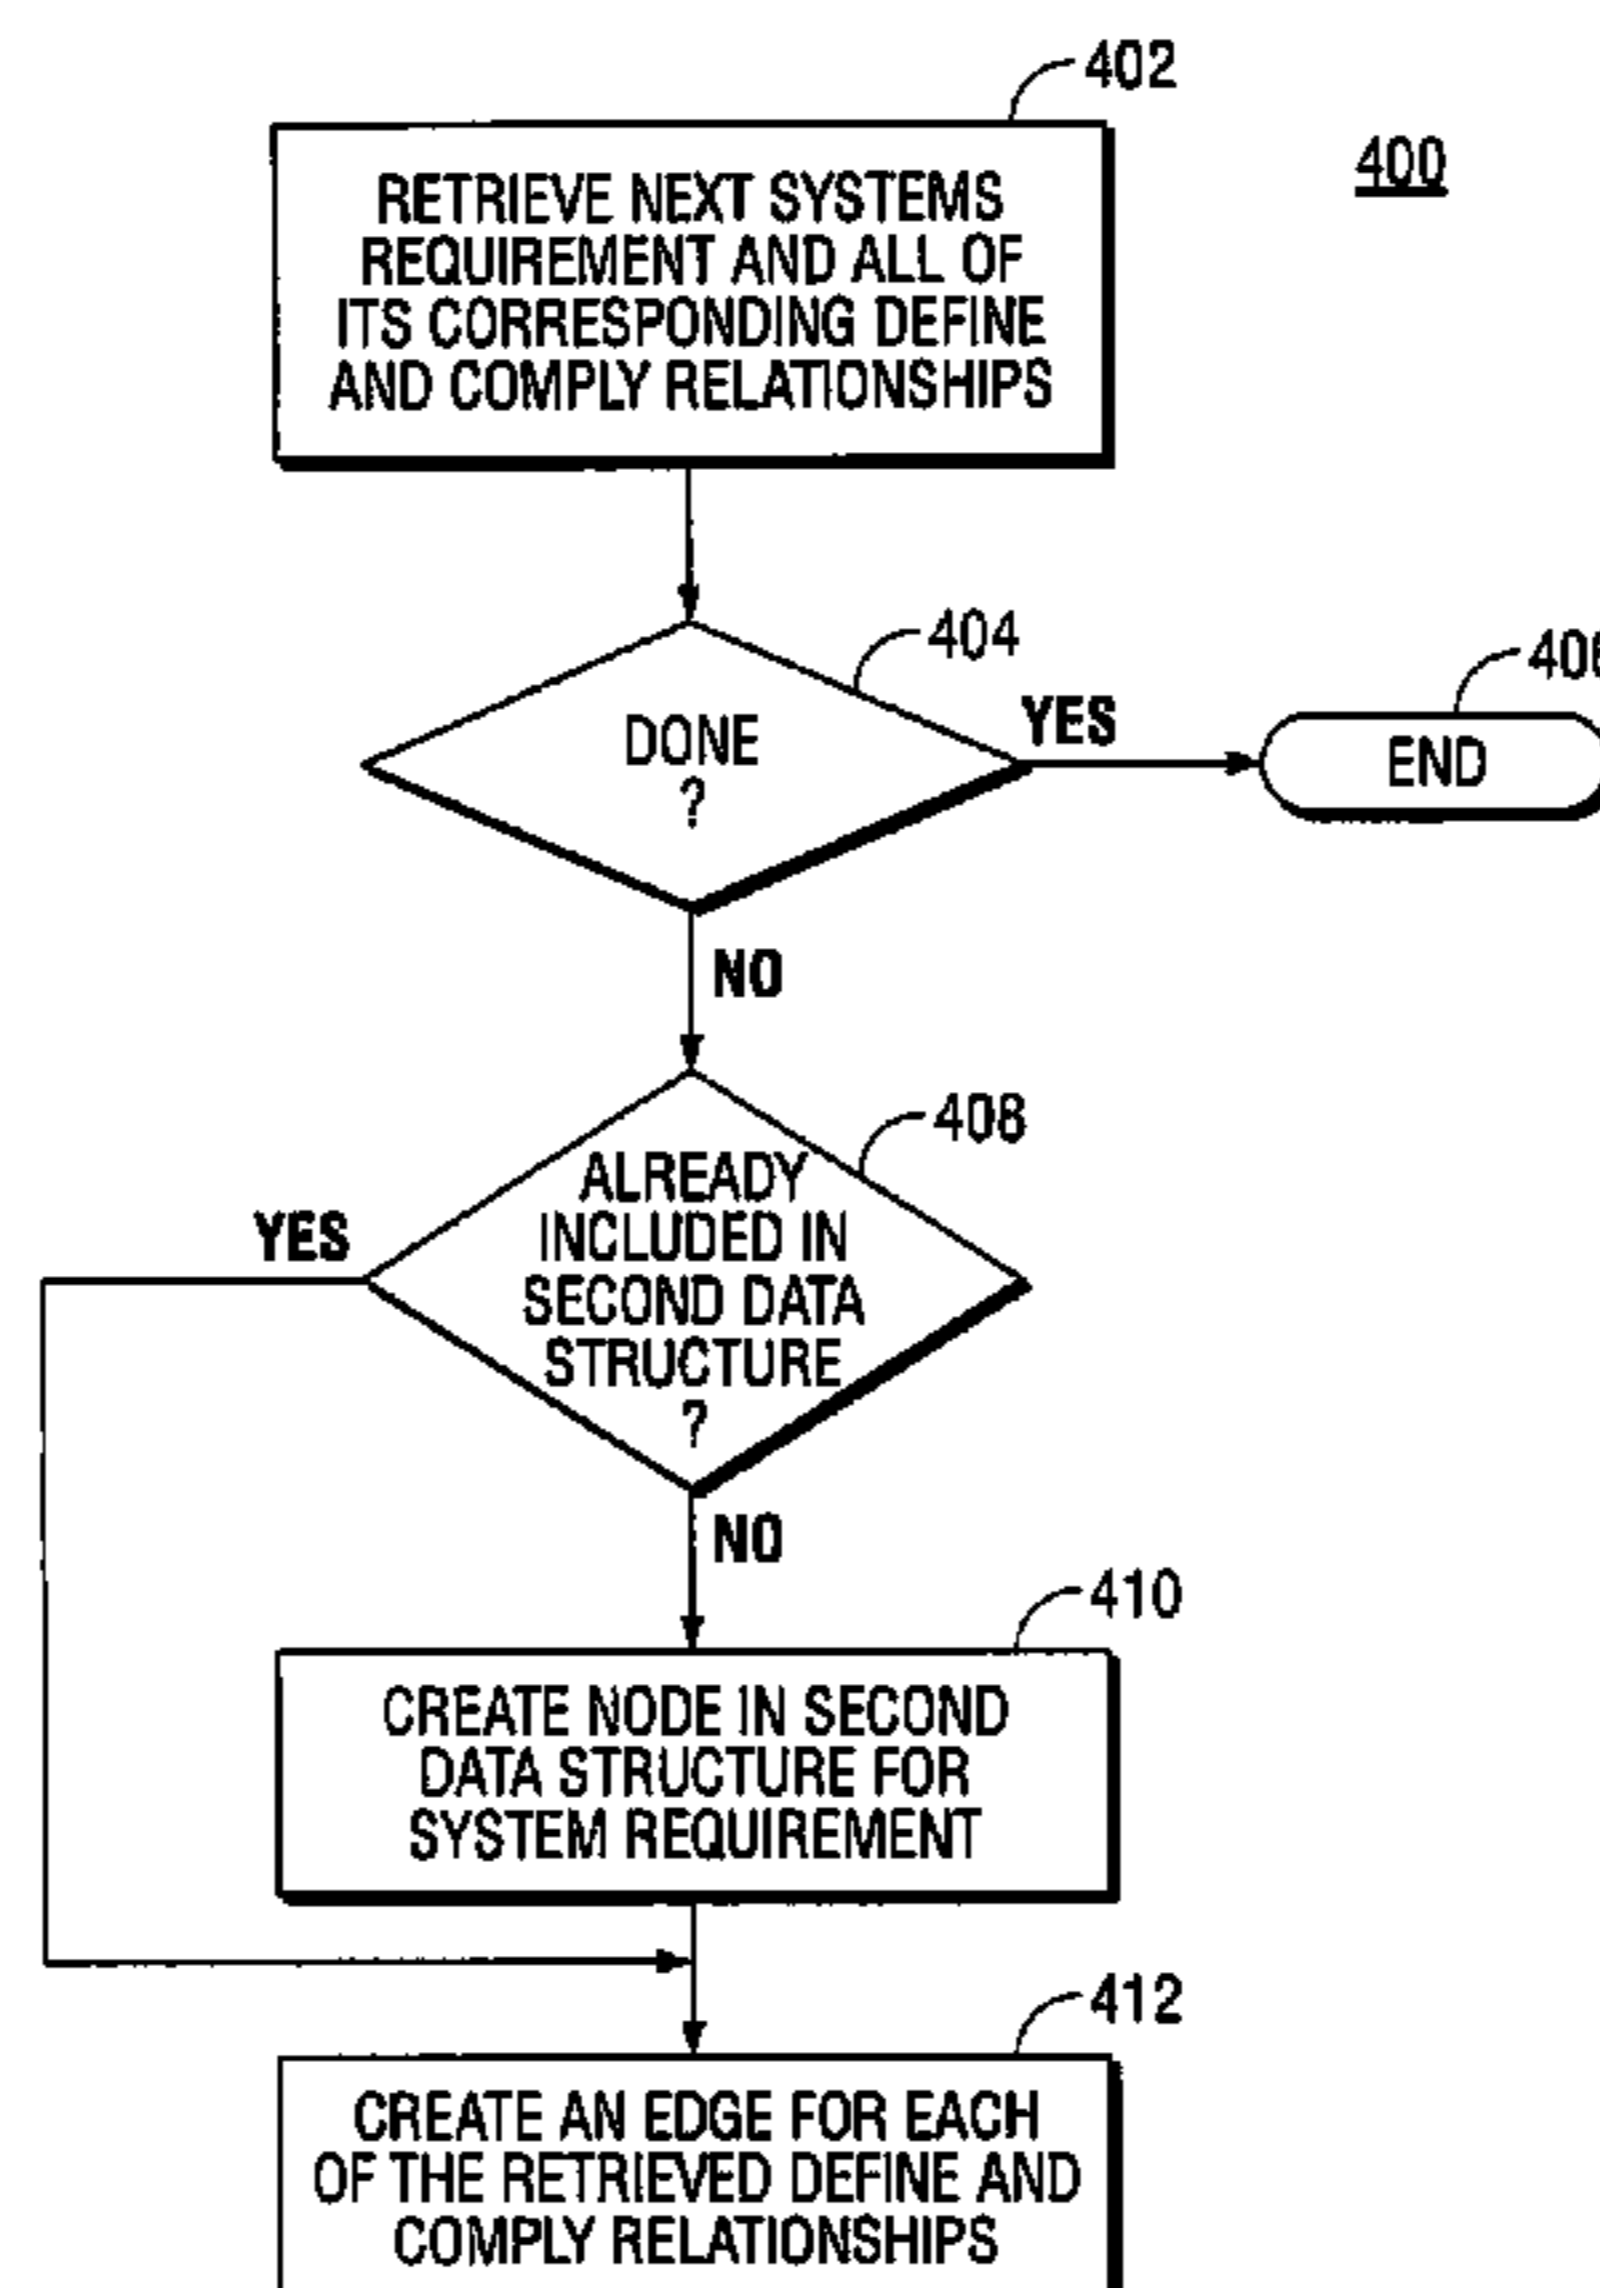 402
400
RETRIEVE NEXT SYSTEMS
REQUIREMENT AND ALL OF
ITS CORRESPONDING DEFINE
AND COMPLY RELATIONSHIPS
404
YES
DONE
?
END
NO
408
YES
ALREADY
INCLUDED IN
SECOND DATA
STRUCTURE
?
NO
410
CREATE NODE IN SECOND
DATA STRUCTURE FOR
SYSTEM REQUIREMENT
412
CREATE AN EDGE FOR EACH
OF THE RETRIEVED DEFINE AND
COMPLY RELATIONSHIPS